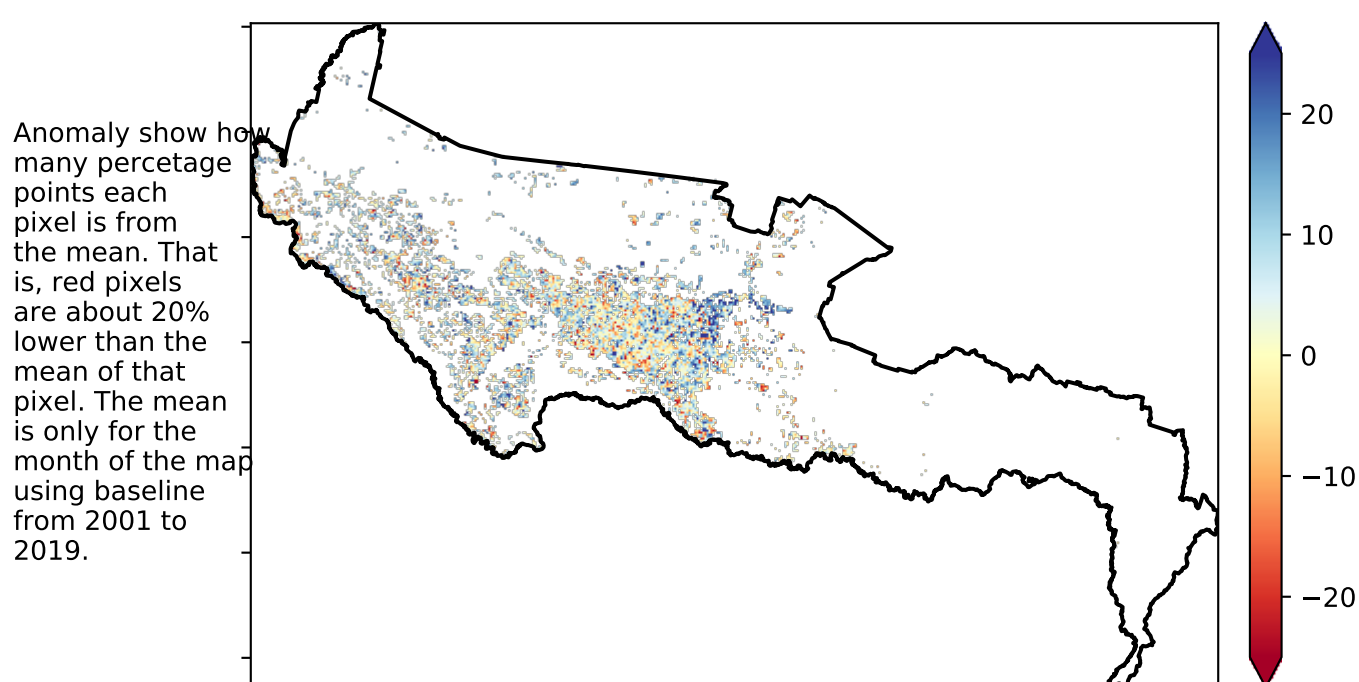 Anomaly show how
many percetage
points each
pixel is from
the mean. That
is, red pixels
are about 20%
lower than the
mean of that
pixel. The mean
is only for the
month of the map
using baseline
from 2001 to
2019.
20
10
0
−10
−20